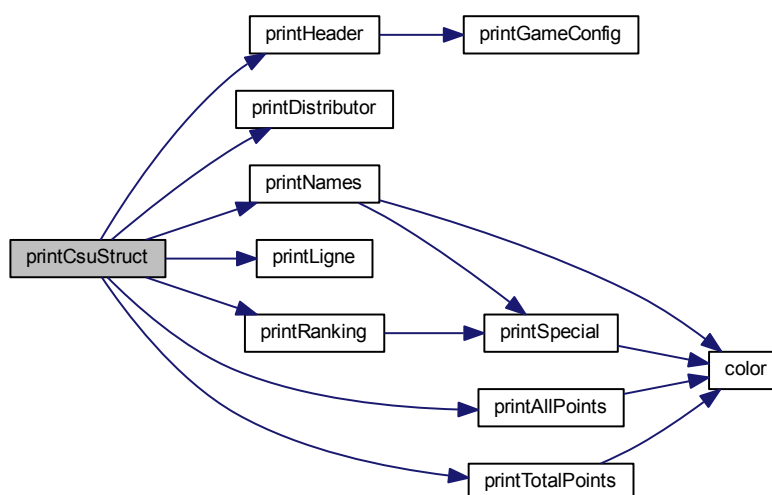 printHeader
printGameConfig
printDistributor
printNames
printCsuStruct
printLigne
printRanking
printSpecial
color
printAllPoints
printTotalPoints